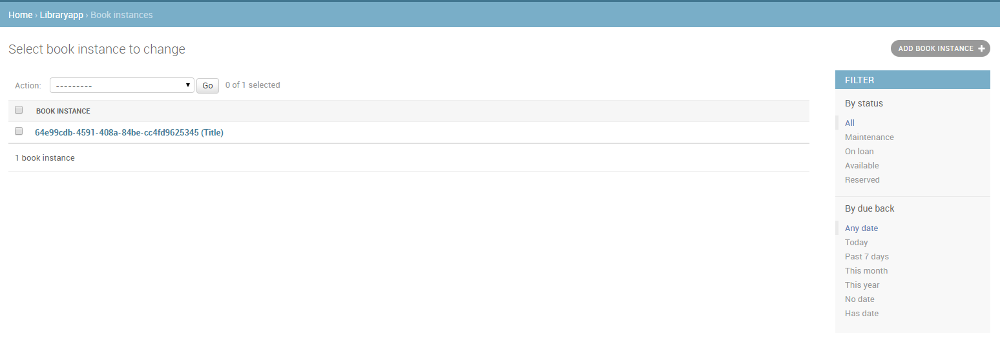 Home › Libraryapp › Book instances
Select book instance to change
ADD BOOK INSTANCE +
Action: --------- Go 0 of 1 selected
BOOK INSTANCE
64e99cdb-4591-408a-84be-cc4fd9625345 (Title)
1 book instance
FILTER
By status
All
Maintenance
On loan
Available
Reserved
By due back
Any date
Today
Past 7 days
This month
This year
No date
Has date